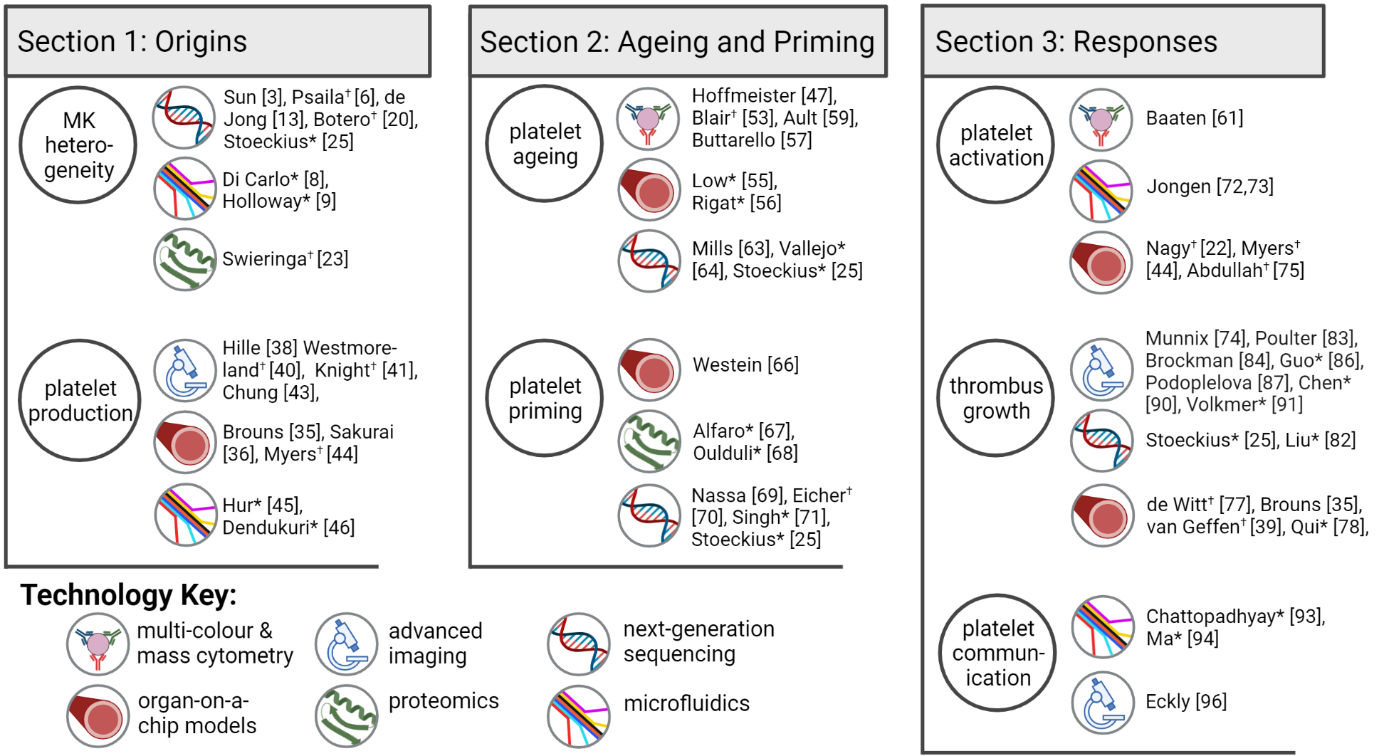 Section 1: Origins
MK
hetero-
geneity
Sun [3], Psaila† [6], de
Jong [13], Botero† [20],
Stoeckius* [25]
Di Carlo* [8],
Holloway* [9]
Swieringa† [23]
platelet
production
Hille [38] Westmore-
land† [40], Knight† [41],
Chung [43],
Brouns [35], Sakurai
[36], Myers† [44]
Hur* [45],
Dendukuri* [46]
Section 2: Ageing and Priming
platelet
ageing
Hoffmeister [47],
Blair† [53], Ault [59],
Buttarello [57]
Low* [55],
Rigat* [56]
Mills [63], Vallejo*
[64], Stoeckius* [25]
platelet
priming
Westein [66]
Alfaro* [67],
Oulduli* [68]
Nassa [69], Eicher†
[70], Singh* [71],
Stoeckius* [25]
Section 3: Responses
platelet
activation
Baaten [61]
Jongen [72,73]
Nagy† [22], Myers†
[44], Abdullah† [75]
thrombus
growth
Munnix [74], Poulter [83],
Brockman [84], Guo* [86],
Podoplelova [87], Chen*
[90], Volkmer* [91]
Stoeckius* [25], Liu* [82]
de Witt† [77], Brouns [35],
van Geffen† [39], Qui* [78],
platelet
commun-
ication
Chattopadhyay* [93],
Ma* [94]
Eckly [96]
Technology Key:
multi-colour &
mass cytometry
advanced
imaging
next-generation
sequencing
organ-on-a-
chip models
proteomics
microfluidics